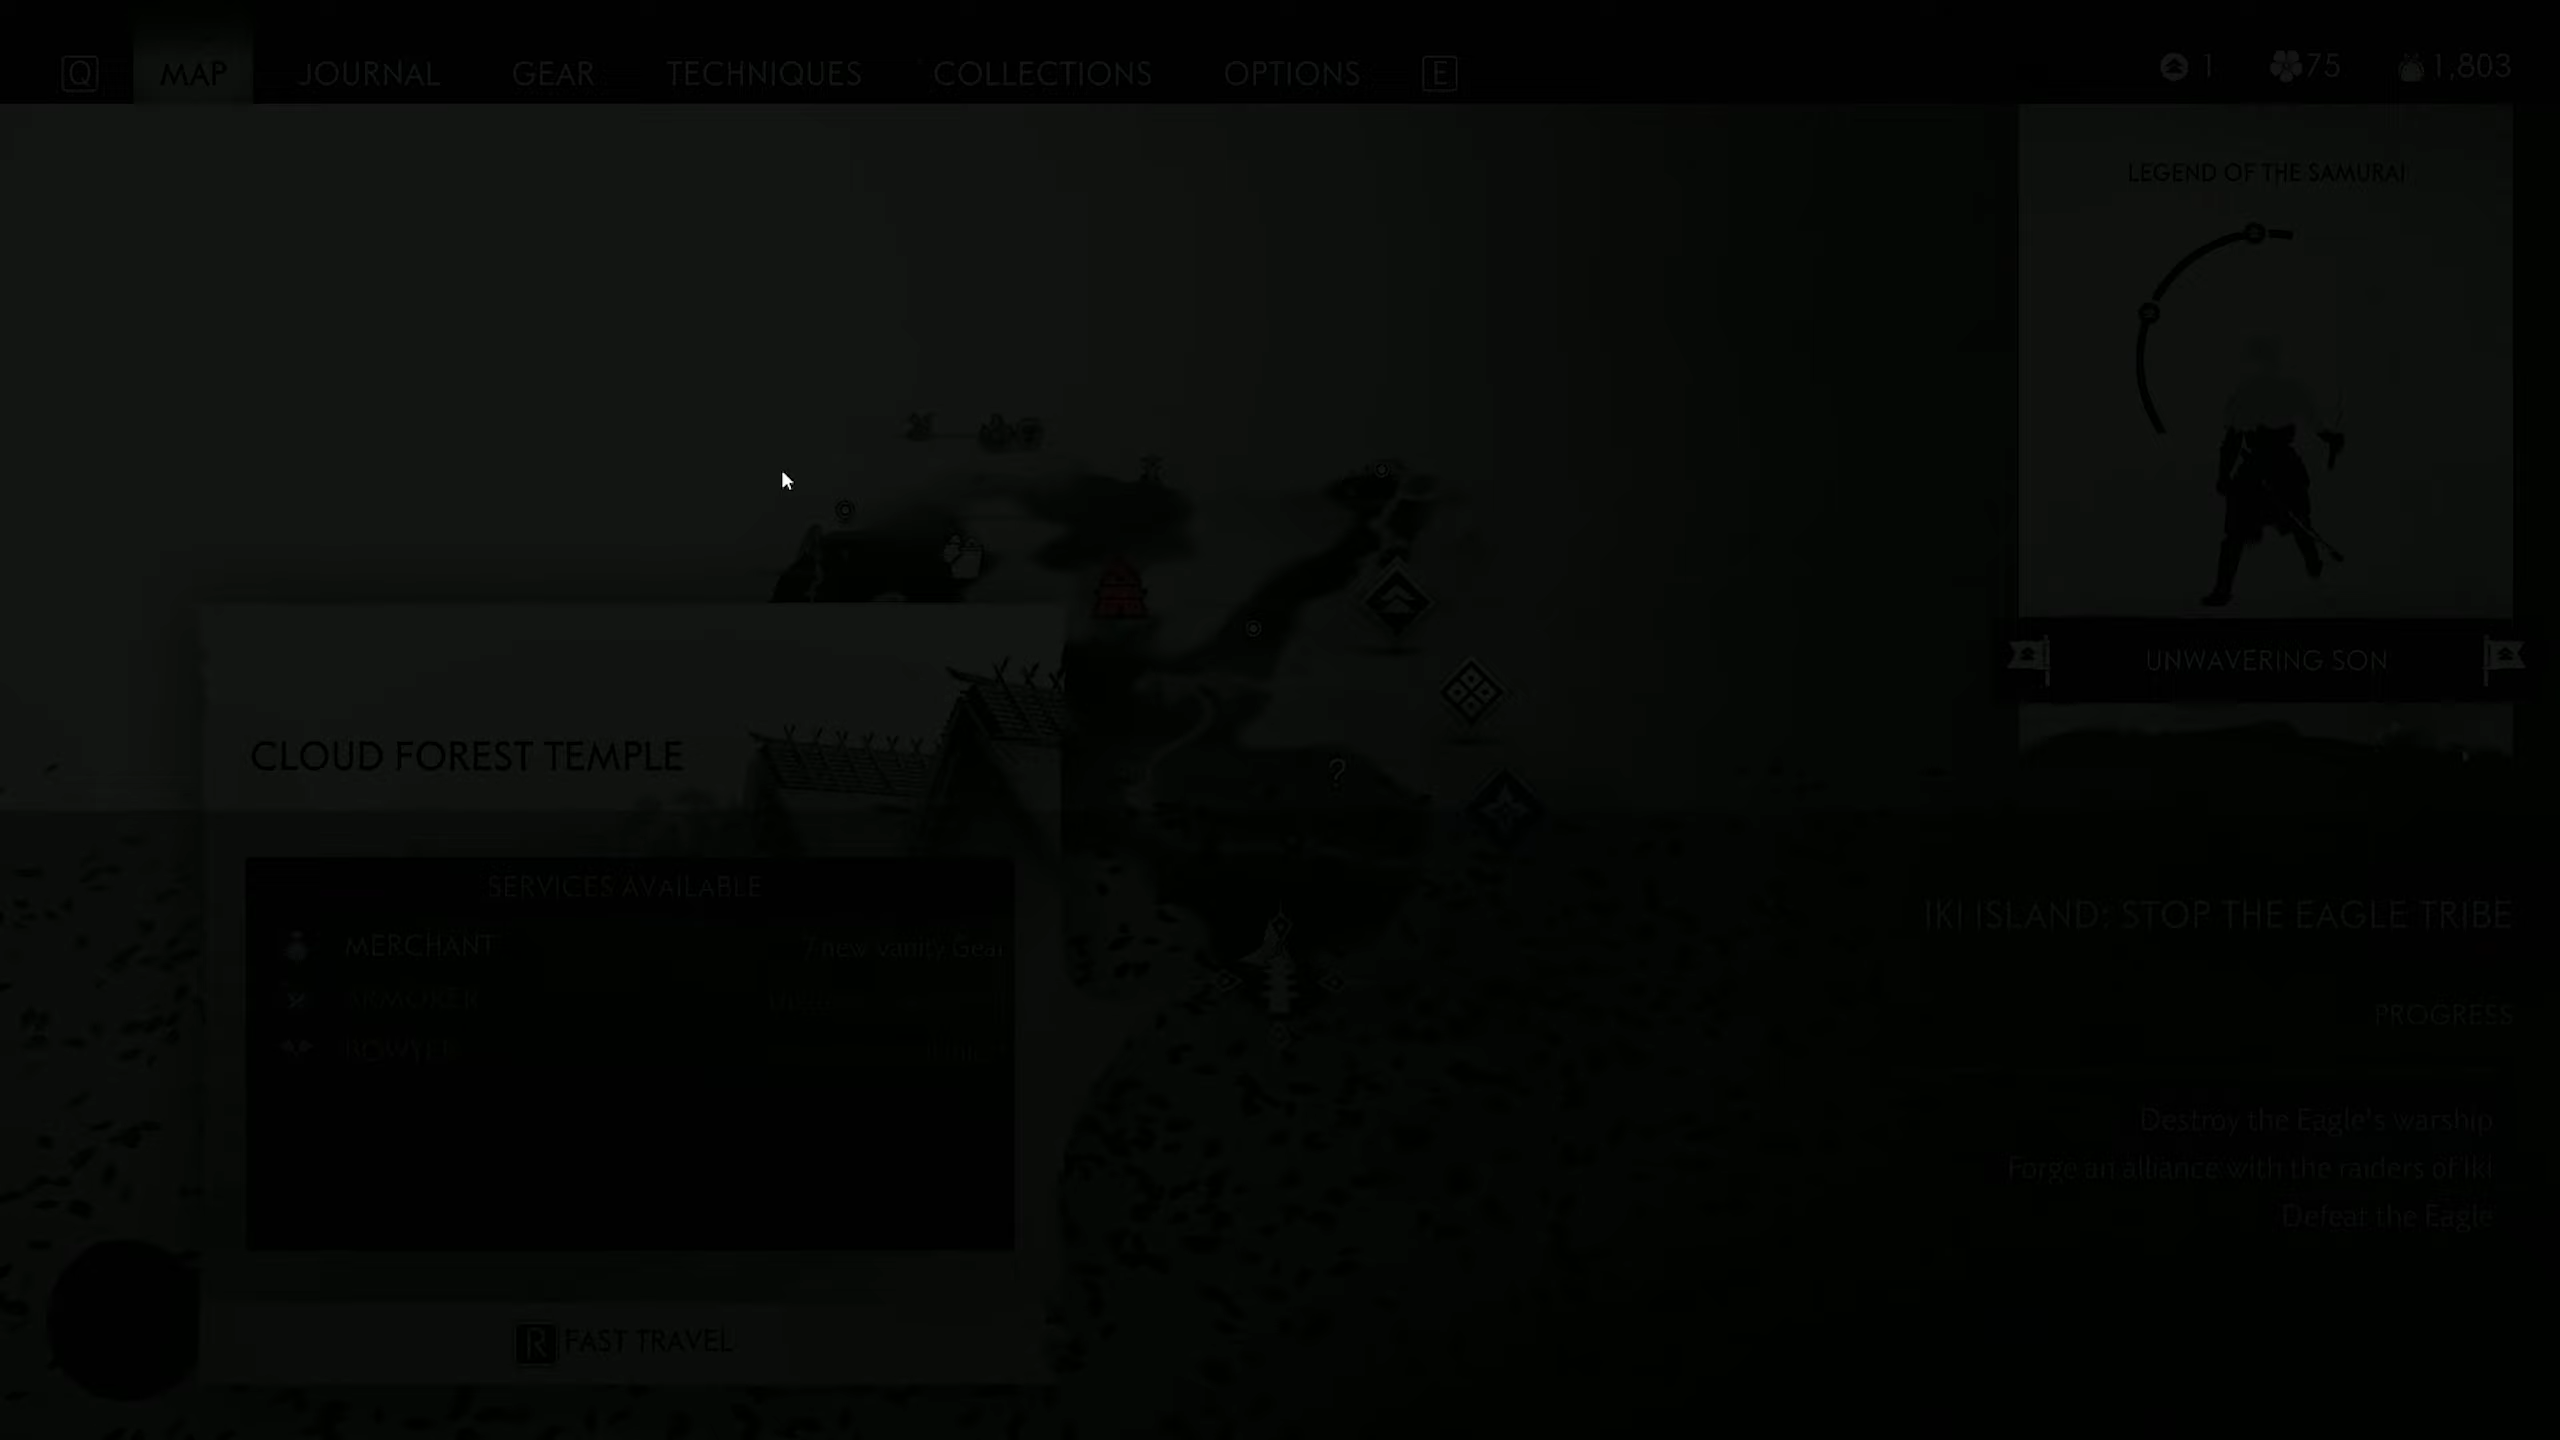 Q MAP JOURNAL GEAR TECHNIQUES COLLECTIONS OPTIONS E 1 75 1,803
LEGEND OF THE SAMURAI
UNWAVERING SON
?
CLOUD FOREST TEMPLE
SERVICES AVAILABLE
MERCHANT 7 new Vanity Gear
ARMORER
BOWYER
R FAST TRAVEL
IKI ISLAND: STOP THE EAGLE TRIBE
PROGRESS
Destroy the Eagle's warship
Forge an alliance with the raiders of Iki
Defeat the Eagle